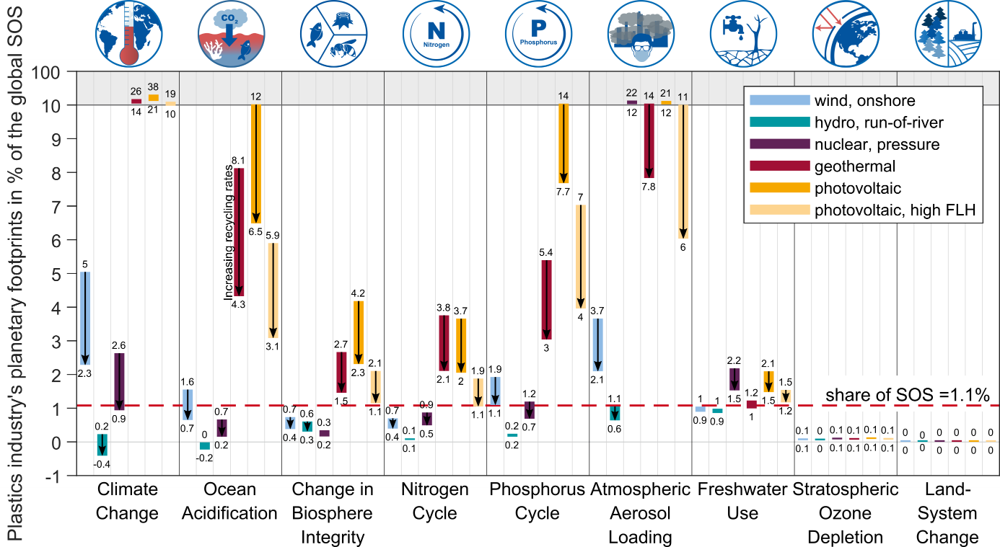 Plastics industry's planetary footprints in % of the global SOS
CO2
N
Nitrogen
P
Phosphorus
100
10
9
8
7
6
5
4
3
2
1
0
-1
wind, onshore
hydro, run-of-river
nuclear, pressure
geothermal
photovoltaic
photovoltaic, high FLH
share of SOS =1.1%
Increasing recycling rates
5
2.3
0.2
-0.4
2.6
0.9
26
14
38
21
19
10
1.6
0.7
0
-0.2
0.7
0.2
8.1
4.3
12
6.5
5.9
3.1
0.7
0.4
0.6
0.3
0.3
0.2
2.7
1.5
4.2
2.3
2.1
1.1
0.7
0.4
0.1
0.1
0.9
0.5
3.8
2.1
3.7
2
1.9
1.1
1.9
1.1
0.2
0.2
1.2
0.7
5.4
3
14
7.7
7
4
3.7
2.1
1.1
0.6
22
12
14
7.8
21
12
11
6
1
0.9
1
0.9
2.2
1.5
1.2
1
2.1
1.5
1.5
1.2
0.1 0 0.1 0.1 0.1 0.1
0.1 0 0.1 0.1 0.1 0.1
0 0 0 0 0 0
0 0 0 0 0 0
Climate
Change
Ocean
Acidification
Change in
Biosphere
Integrity
Nitrogen
Cycle
Phosphorus
Cycle
Atmospheric
Aerosol
Loading
Freshwater
Use
Stratospheric
Ozone
Depletion
Land-
System
Change